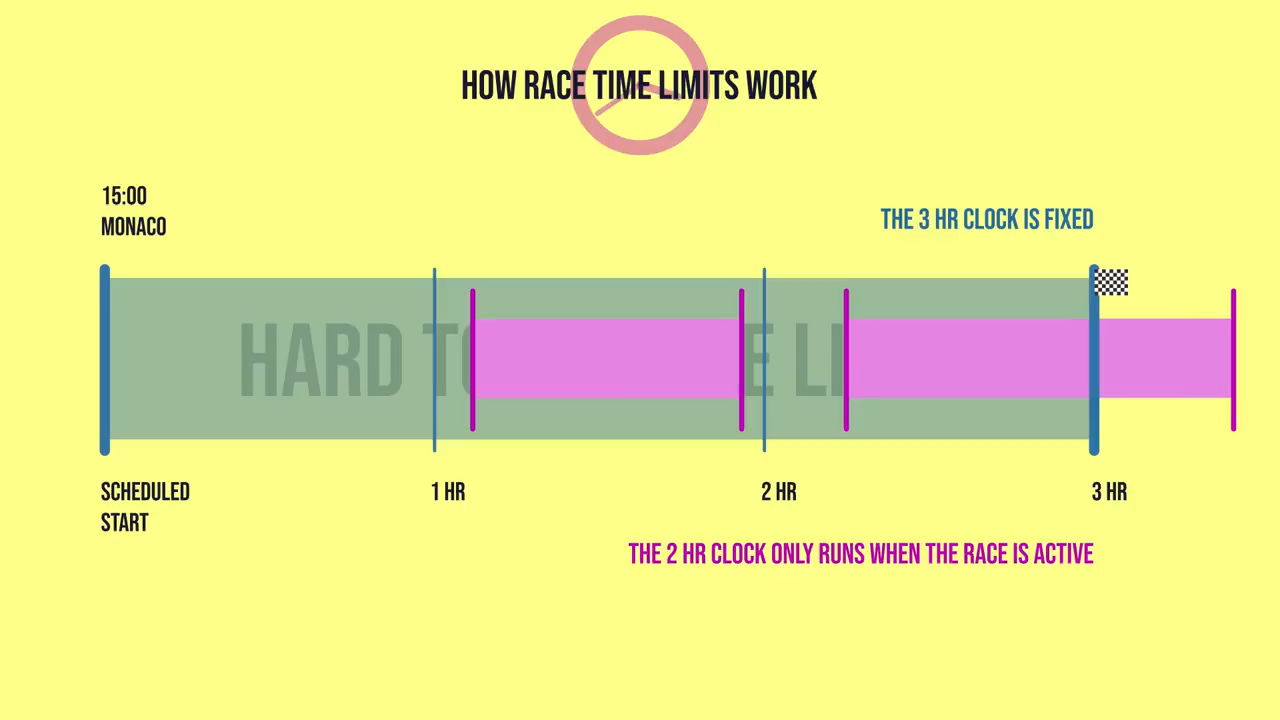 HOW RACE TIME LIMITS WORK
15:00
MONACO
THE 3 HR CLOCK IS FIXED
HARD
SCHEDULED
START
1 HR
2 HR
3 HR
THE 2 HR CLOCK ONLY RUNS WHEN THE RACE IS ACTIVE